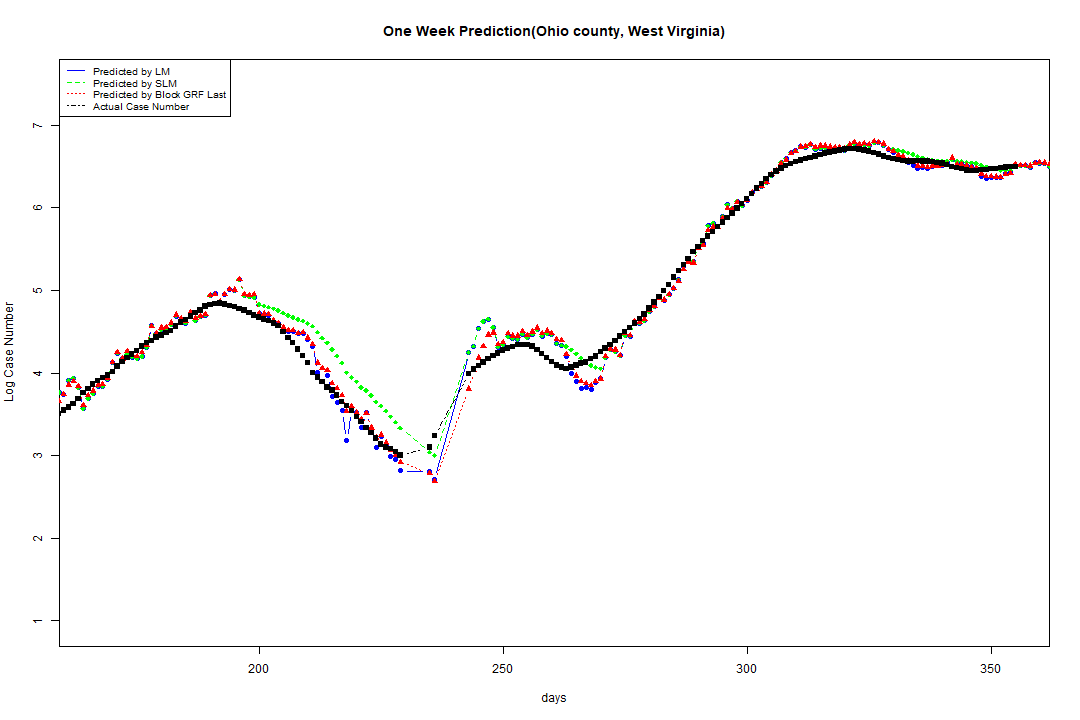 One Week Prediction(Ohio county, West Virginia)
Predicted by LM
Predicted by SLM
Predicted by Block GRF Last
Actual Case Number
Log Case Number
7
6
5
4
3
2
1
200
250
300
350
days